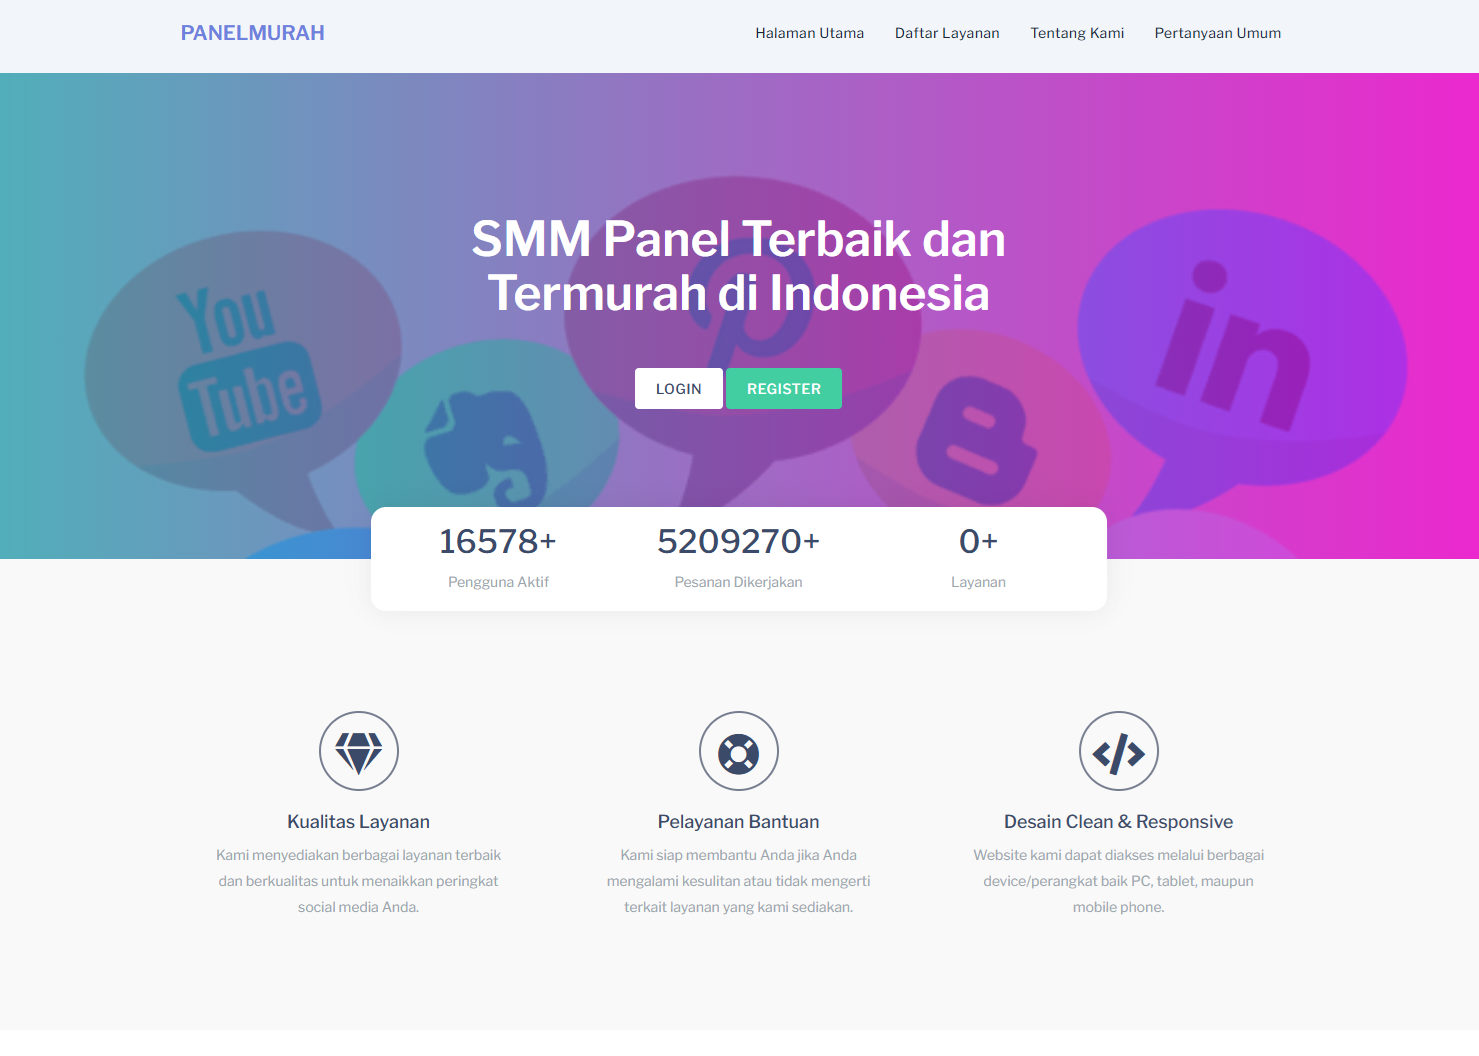 PANELMURAH
Halaman Utama
Daftar Layanan
Tentang Kami
Pertanyaan Umum
SMM Panel Terbaik dan
Termurah di Indonesia
You
Tube
in
LOGIN
REGISTER
16578+
5209270+
0+
Pengguna Aktif
Pesanan Dikerjakan
Layanan
Kualitas Layanan
Kami menyediakan berbagai layanan terbaik
dan berkualitas untuk menaikkan peringkat
social media Anda.
Pelayanan Bantuan
Kami siap membantu Anda jika Anda
mengalami kesulitan atau tidak mengerti
terkait layanan yang kami sediakan.
Desain Clean & Responsive
Website kami dapat diakses melalui berbagai
device/perangkat baik PC, tablet, maupun
mobile phone.